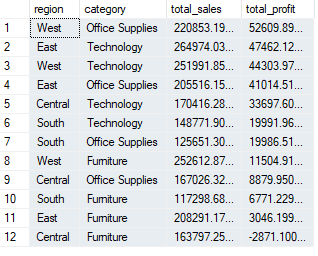 region category total_sales total_profit
1 West Office Supplies 220853.19... 52609.89...
2 East Technology 264974.03... 47462.12...
3 West Technology 251991.85... 44303.97...
4 East Office Supplies 205516.15... 41014.51...
5 Central Technology 170416.28... 33697.60...
6 South Technology 148771.90... 19991.96...
7 South Office Supplies 125651.30... 19986.51...
8 West Furniture 252612.87... 11504.91...
9 Central Office Supplies 167026.32... 8879.950...
10 South Furniture 117298.68... 6771.229...
11 East Furniture 208291.17... 3046.199...
12 Central Furniture 163797.25... -2871.100...